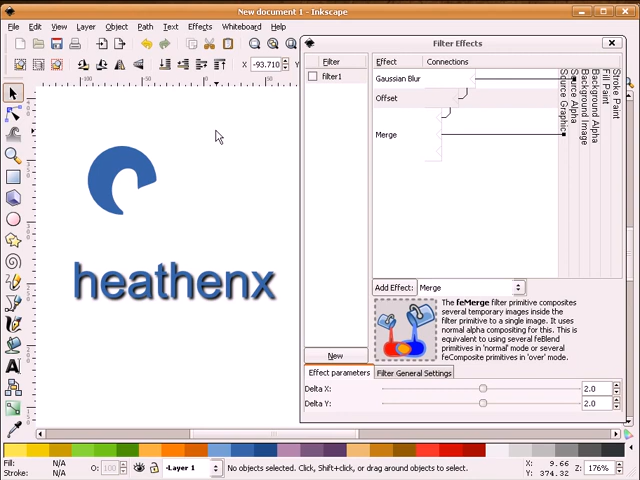 New document 1 - Inkscape
File Edit View Layer Object Path Text Effects Whiteboard Help
X -93.710
Filter Effects
Filter
filter1
Effect Connections
Gaussian Blur
Offset
Merge
Source Graphic
Source Alpha
Background Image
Background Alpha
Fill Paint
Stroke Paint
heathenx
Add Effect: Merge
The feMerge filter primitive composites
several temporary images inside the
filter primitive to a single image. It uses
normal alpha compositing for this. This is
equivalent to using several feBlend
primitives in 'normal' mode or several
feComposite primitives in 'over' mode.
New
Effect parameters Filter General Settings
Delta X: 2.0
Delta Y: 2.0
Fill: N/A
Stroke: N/A
O: 100
-Layer 1
No objects selected. Click, Shift+click, or drag around objects to select.
X: 9.66
Y: 374.32
Z: 176%